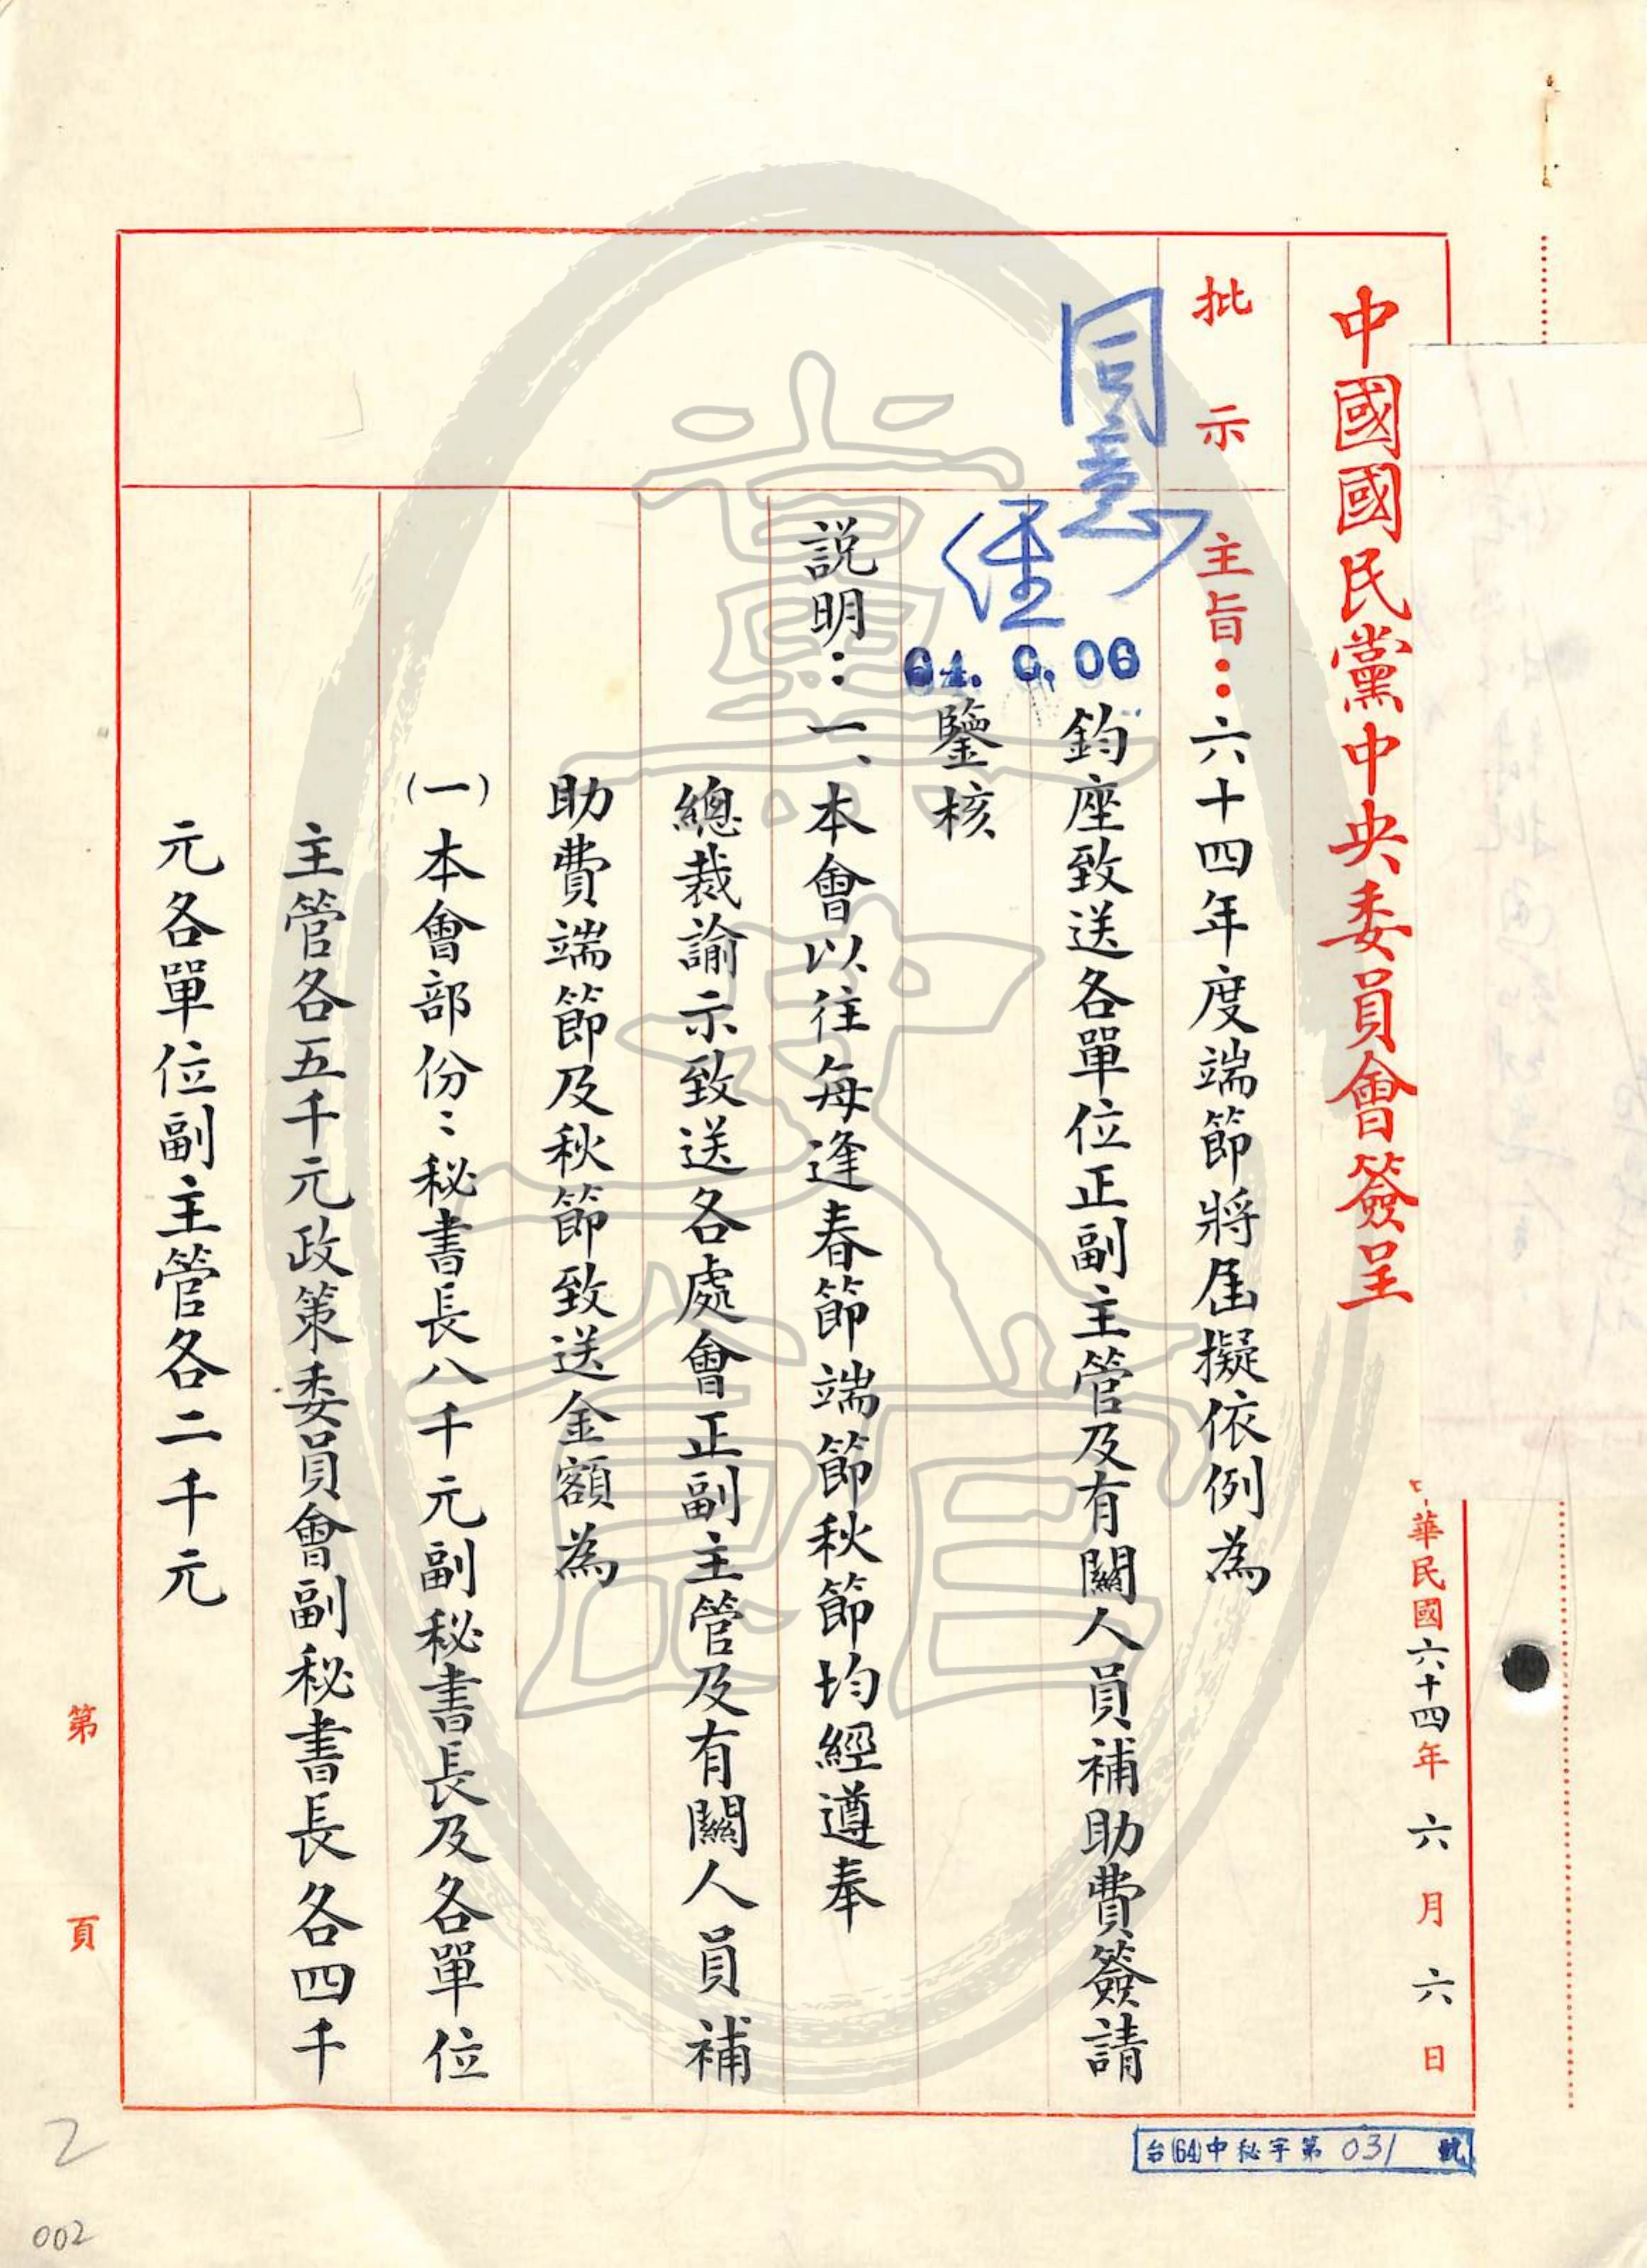 中國國民黨中央委員會簽呈
中華民國六十四年六月六日
批示
同意
經
64. 6. 06
主旨：六十四年度端節將屆擬依例為
鈞座致送各單位正副主管及有關人員補助費簽請
鑒核
説明：一、本會以往每逢春節端節秋節均經遵奉
總裁諭示致送各處會正副主管及有關人員補
助費端節及秋節致送金額為
(一)本會部份：秘書長八千元副秘書長及各單位
主管各五千元政策委員會副秘書長各四千
元各單位副主管各二千元
第 頁
台(64)中秘字第 031 號
2
002